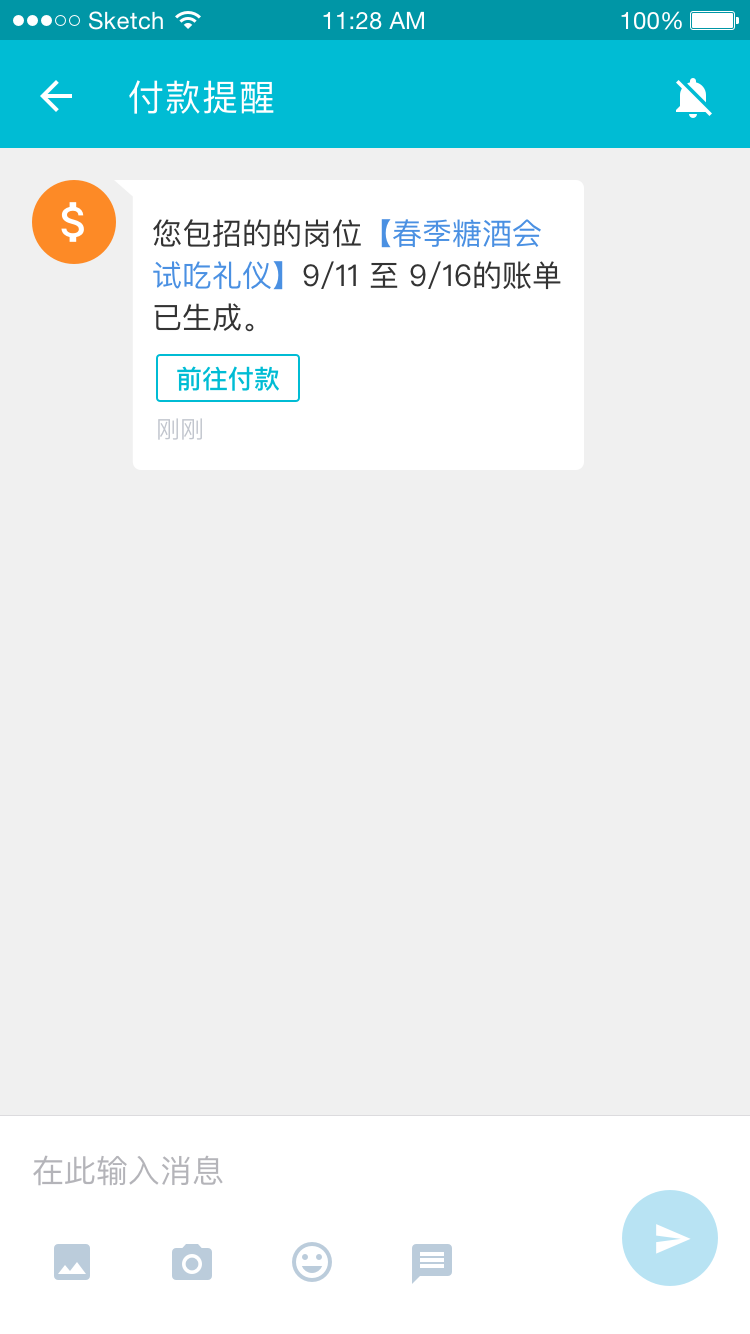 Sketch 11:28 AM 100%
付款提醒
$
您包招的的岗位【春季糖酒会
试吃礼仪】9/11 至 9/16的账单
已生成。
前往付款
刚刚
在此输入消息